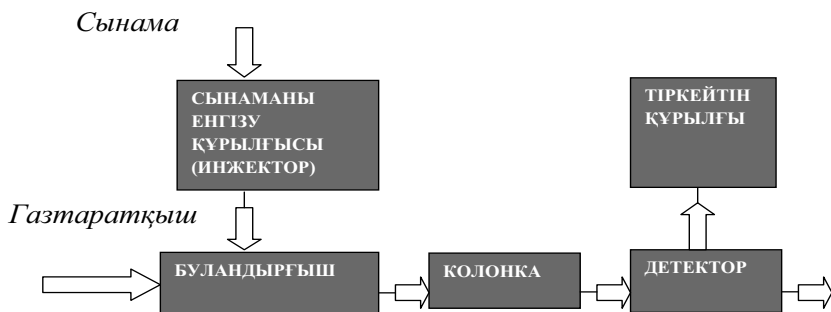 Сынама
СЫНАМАНЫ
ЕНГІЗУ
ҚҰРЫЛҒЫСЫ
(ИНЖЕКТОР)
ТІРКЕЙТІН
ҚҰРЫЛҒЫ
Газтаратқыш
БУЛАНДЫРҒЫШ
КОЛОНКА
ДЕТЕКТОР